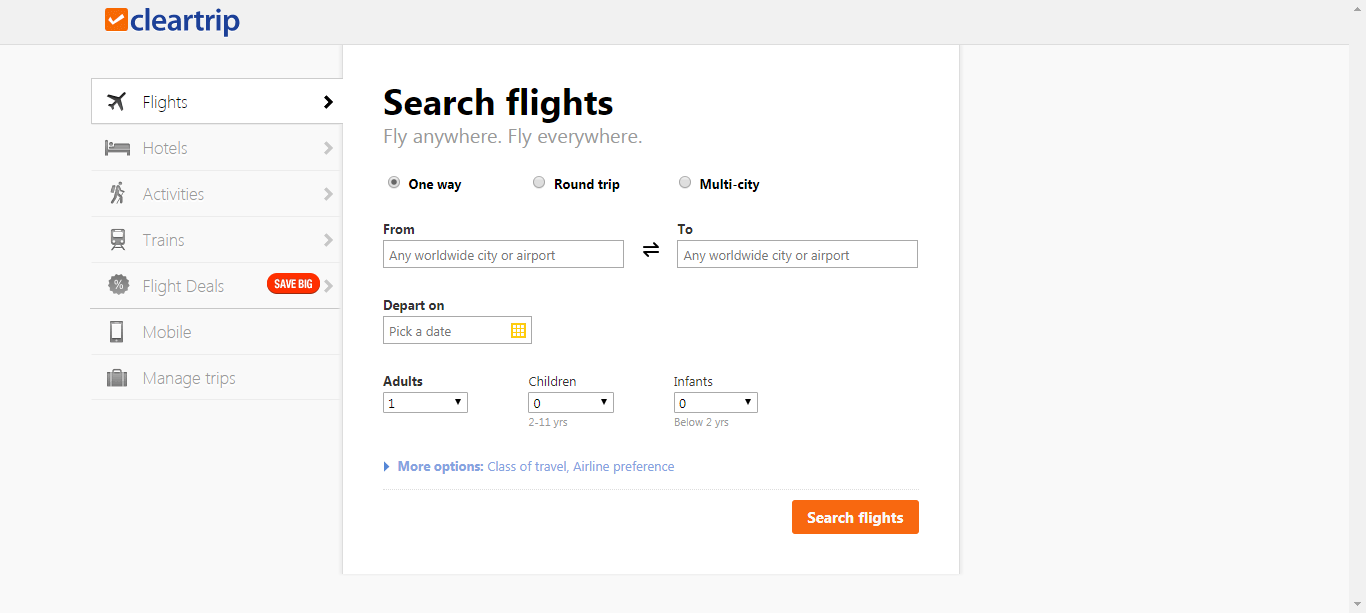 cleartrip
Flights
Hotels
Activities
Trains
Flight Deals SAVE BIG
Mobile
Manage trips
Search flights
Fly anywhere. Fly everywhere.
One way Round trip Multi-city
From To
Any worldwide city or airport Any worldwide city or airport
Depart on
Pick a date
Adults Children Infants
1 0 0
2-11 yrs Below 2 yrs
More options: Class of travel, Airline preference
Search flights